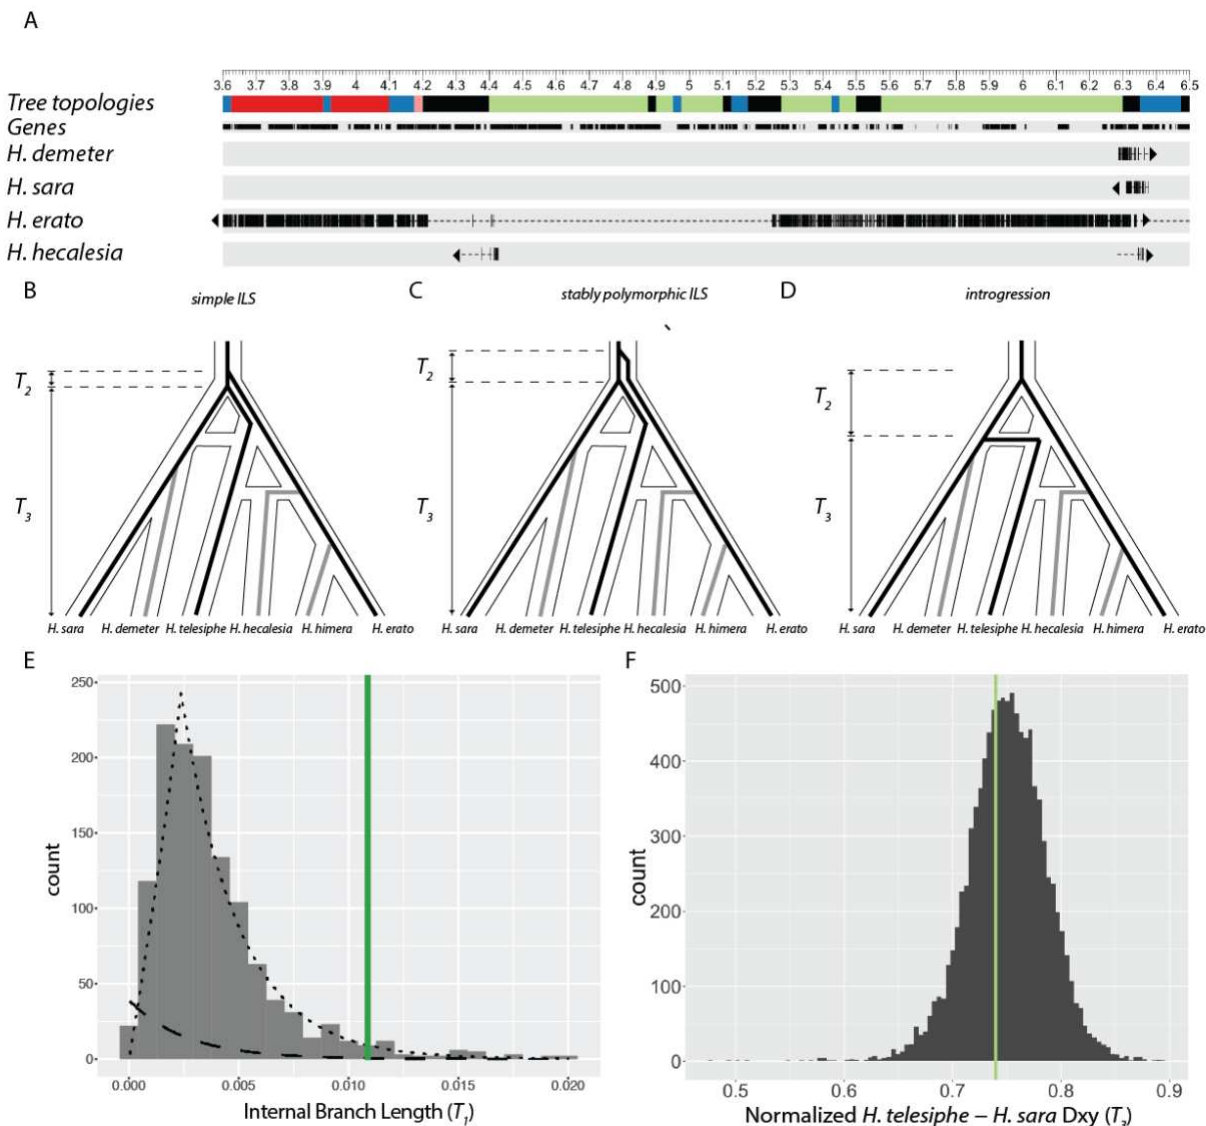 A
3.6 3.7 3.8 3.9 4 4.1 4.2 4.3 4.4 4.5 4.6 4.7 4.8 4.9 5 5.1 5.2 5.3 5.4 5.5 5.6 5.7 5.8 5.9 6 6.1 6.2 6.3 6.4 6.5
Tree topologies
Genes
H. demeter
H. sara
H. erato
H. hecalesia
B simple ILS C stably polymorphic ILS D introgression
T2 T2 T2
T3 T3 T3
H. sara H. demeter H. telesiphe H. hecalesia H. himera H. erato H. sara H. demeter H. telesiphe H. hecalesia H. himera H. erato H. sara H. demeter H. telesiphe H. hecalesia H. himera H. erato
E
250
200
150
100
50
0
count
0.000 0.005 0.010 0.015 0.020
Internal Branch Length (T1)
F
500
400
300
200
100
0
count
0.5 0.6 0.7 0.8 0.9
Normalized H. telesiphe – H. sara Dxy (T3)